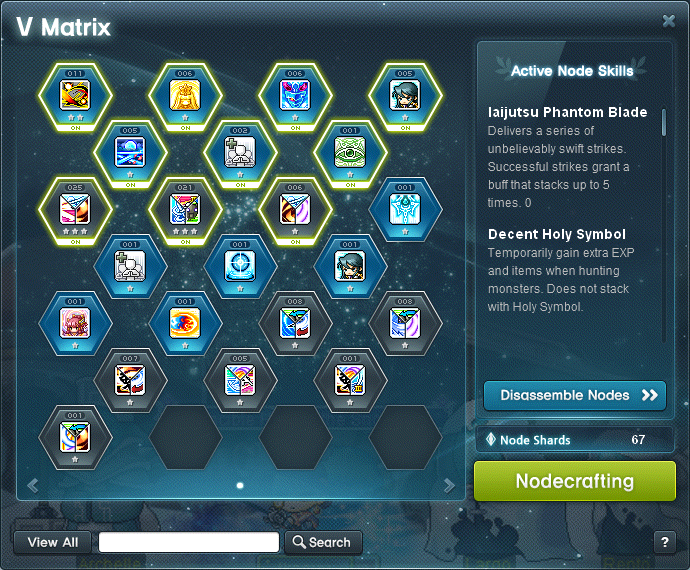 V Matrix
011
006
006
005
ON
ON
ON
ON
005
002
001
ON
ON
ON
025
021
006
001
ON
ON
ON
001
001
001
001
001
008
008
007
005
001
001
Active Node Skills
Iaijutsu Phantom Blade
Delivers a series of
unbelievably swift strikes.
Successful strikes grant a
buff that stacks up to 5
times. 0
Decent Holy Symbol
Temporarily gain extra EXP
and items when hunting
monsters. Does not stack
with Holy Symbol.
Disassemble Nodes
Node Shards 67
Nodecrafting
View All
Search
?